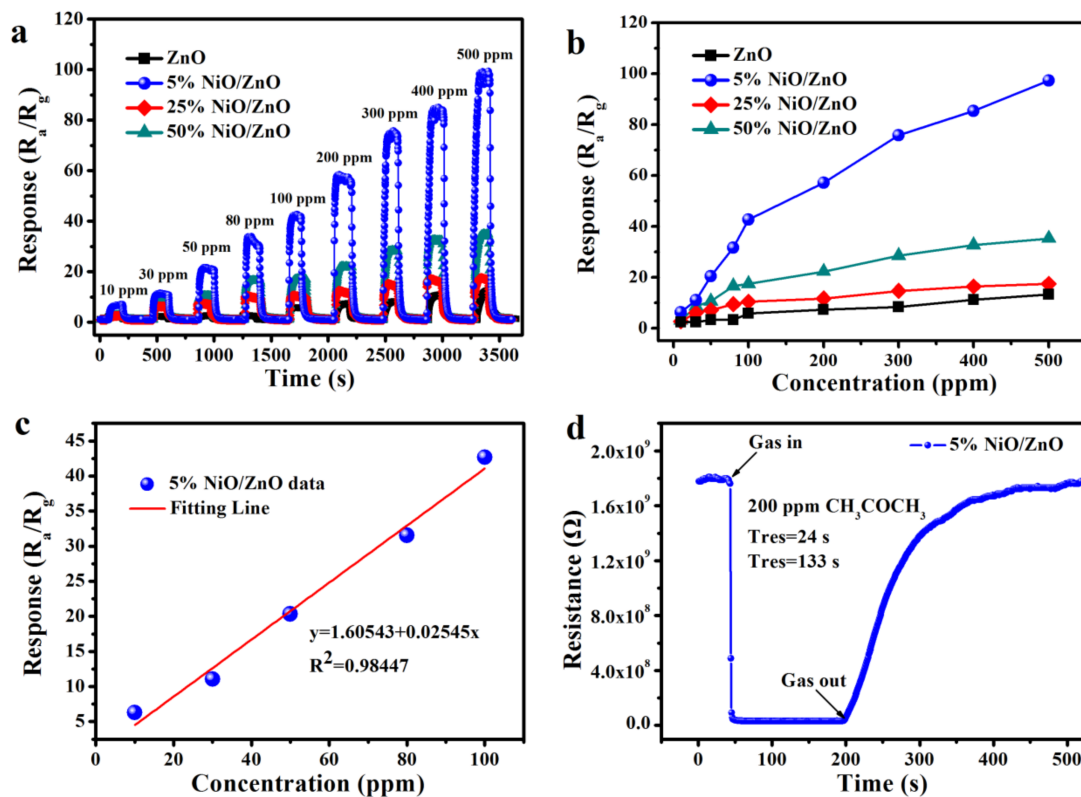 a
120
100
80
60
40
20
0
Response (Ra/Rg)
ZnO
5% NiO/ZnO
25% NiO/ZnO
50% NiO/ZnO
10 ppm
30 ppm
50 ppm
80 ppm
100 ppm
200 ppm
300 ppm
400 ppm
500 ppm
0 500 1000 1500 2000 2500 3000 3500
Time (s)
b
120
100
80
60
40
20
0
Response (Ra/Rg)
ZnO
5% NiO/ZnO
25% NiO/ZnO
50% NiO/ZnO
0 100 200 300 400 500
Concentration (ppm)
c
45
40
35
30
25
20
15
10
5
Response (Ra/Rg)
5% NiO/ZnO data
Fitting Line
y=1.60543+0.02545x
R²=0.98447
0 20 40 60 80 100
Concentration (ppm)
d
2.0x10⁹
1.6x10⁹
1.2x10⁹
8.0x10⁸
4.0x10⁸
0.0
Resistance (Ω)
Gas in
5% NiO/ZnO
200 ppm CH₃COCH₃
Tres=24 s
Tres=133 s
Gas out
0 100 200 300 400 500
Time (s)